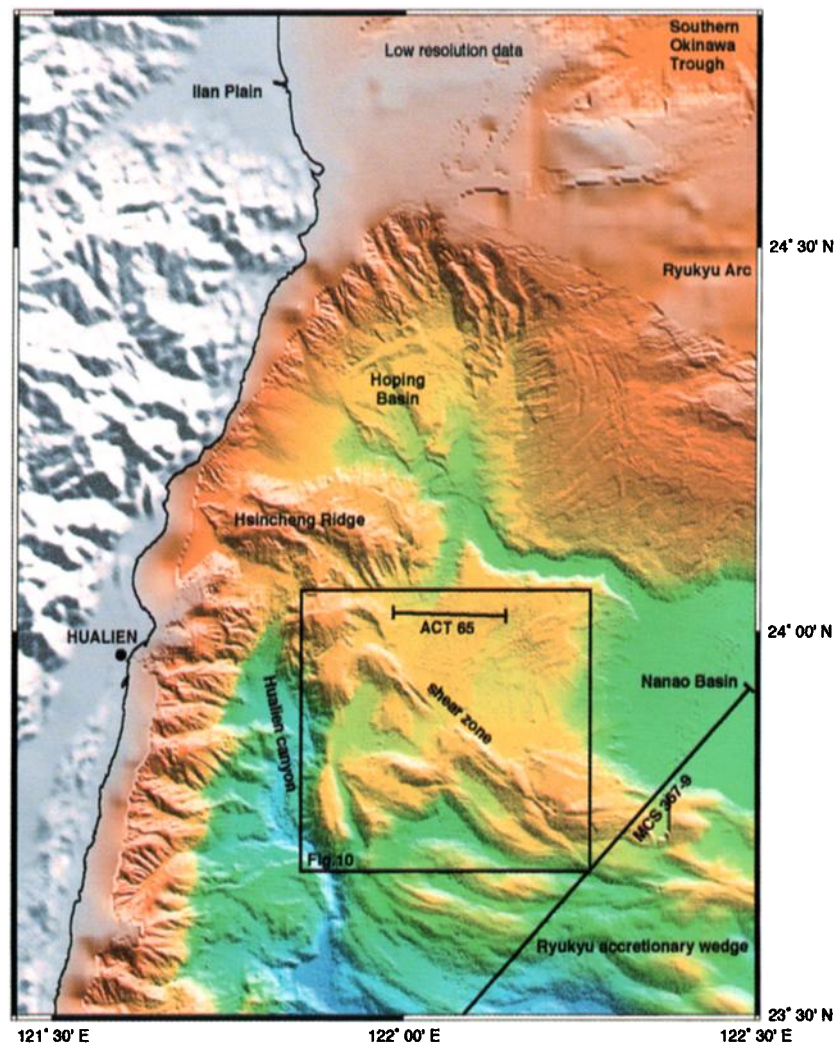 Southern
Okinawa
Trough
Low resolution data
Ilan Plain
24° 30' N
Ryukyu Arc
Hoping
Basin
Hsincheng Ridge
ACT 65
HUALIEN
24° 00' N
Nanao Basin
shear zone
Hualien canyon
MCS 367-9
Fig.10
Ryukyu accretionary wedge
23° 30' N
121° 30' E
122° 00' E
122° 30' E